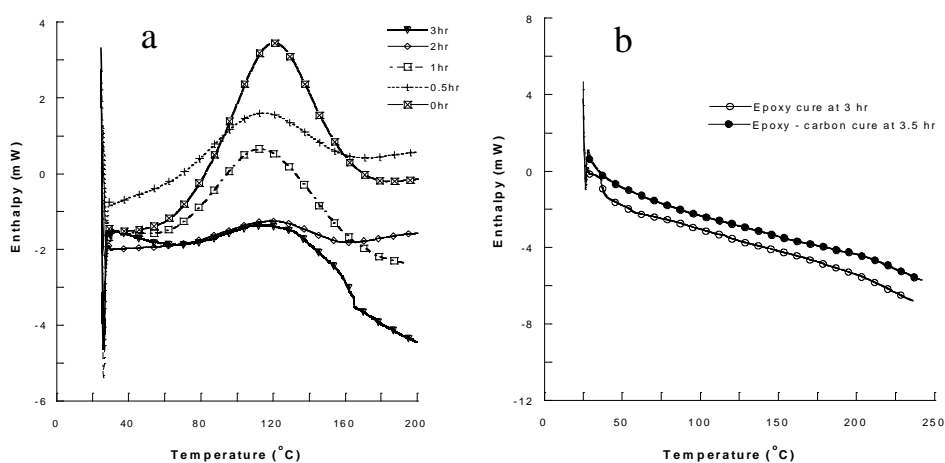 a
3hr
2hr
1hr
0.5hr
0hr
4
2
0
-2
-4
-6
0
40
80
120
160
200
Enthalpy (mW)
Temperature (°C)
b
Epoxy cure at 3 hr
Epoxy - carbon cure at 3.5 hr
8
4
0
-4
-8
-12
0
50
100
150
200
250
Enthalpy (mW)
Temperature (°C)